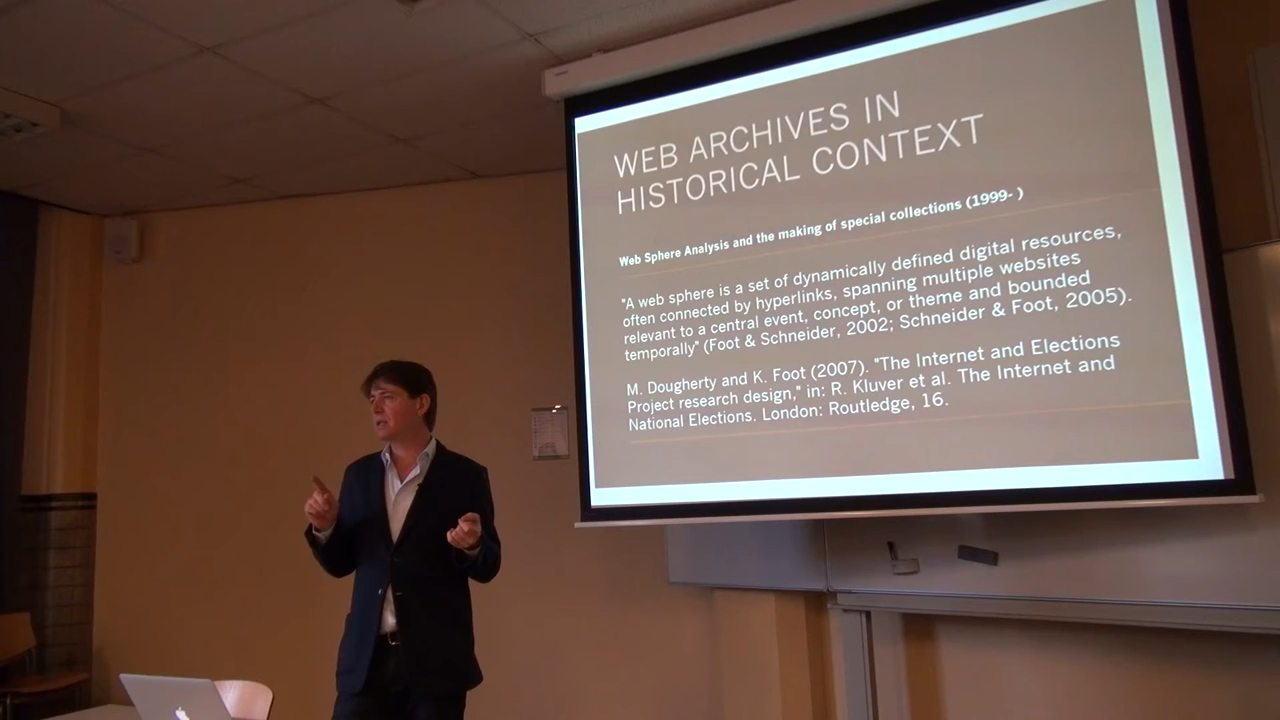 WEB ARCHIVES IN
HISTORICAL CONTEXT
Web Sphere Analysis and the making of special collections (1999- )
"A web sphere is a set of dynamically defined digital resources,
often connected by hyperlinks, spanning multiple websites
relevant to a central event, concept, or theme and bounded
temporally" (Foot & Schneider, 2002; Schneider & Foot, 2005).
M. Dougherty and K. Foot (2007). "The Internet and Elections
Project research design," in: R. Kluver et al. The Internet and
National Elections. London: Routledge, 16.